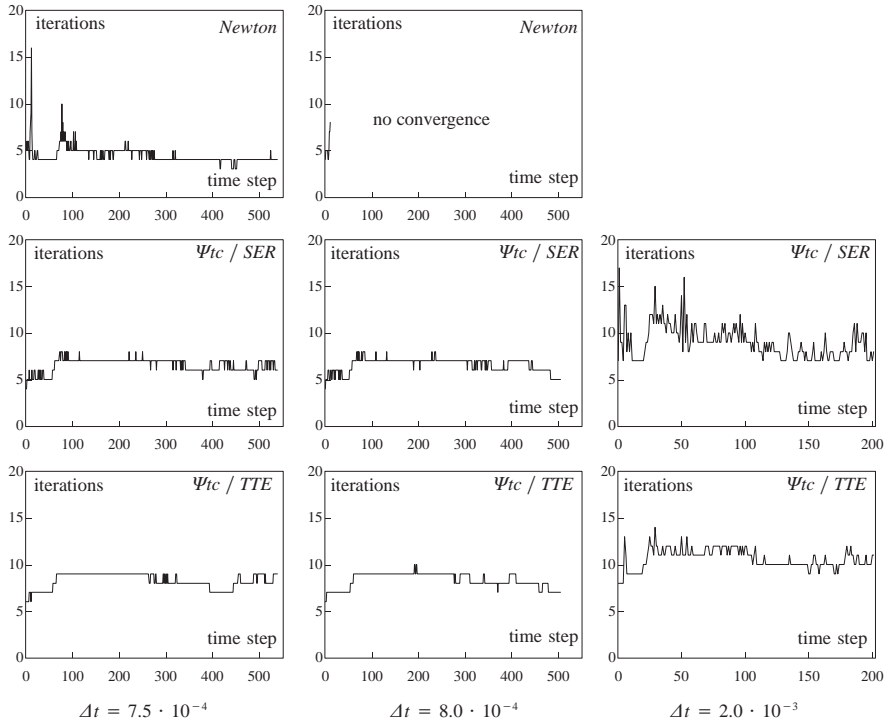 20 iterations Newton
15
10
5
time step
0
0 100 200 300 400 500
20 iterations Newton
15
10 no convergence
5
time step
0
0 100 200 300 400 500
20 iterations Ψtc / SER
15
10
5
time step
0
0 100 200 300 400 500
20 iterations Ψtc / SER
15
10
5
time step
0
0 100 200 300 400 500
20 iterations Ψtc / SER
15
10
5
time step
0
0 50 100 150 200
20 iterations Ψtc / TTE
15
10
5
time step
0
0 100 200 300 400 500
20 iterations Ψtc / TTE
15
10
5
time step
0
0 100 200 300 400 500
20 iterations Ψtc / TTE
15
10
5
time step
0
0 50 100 150 200
Δt = 7.5 · 10⁻⁴
Δt = 8.0 · 10⁻⁴
Δt = 2.0 · 10⁻³